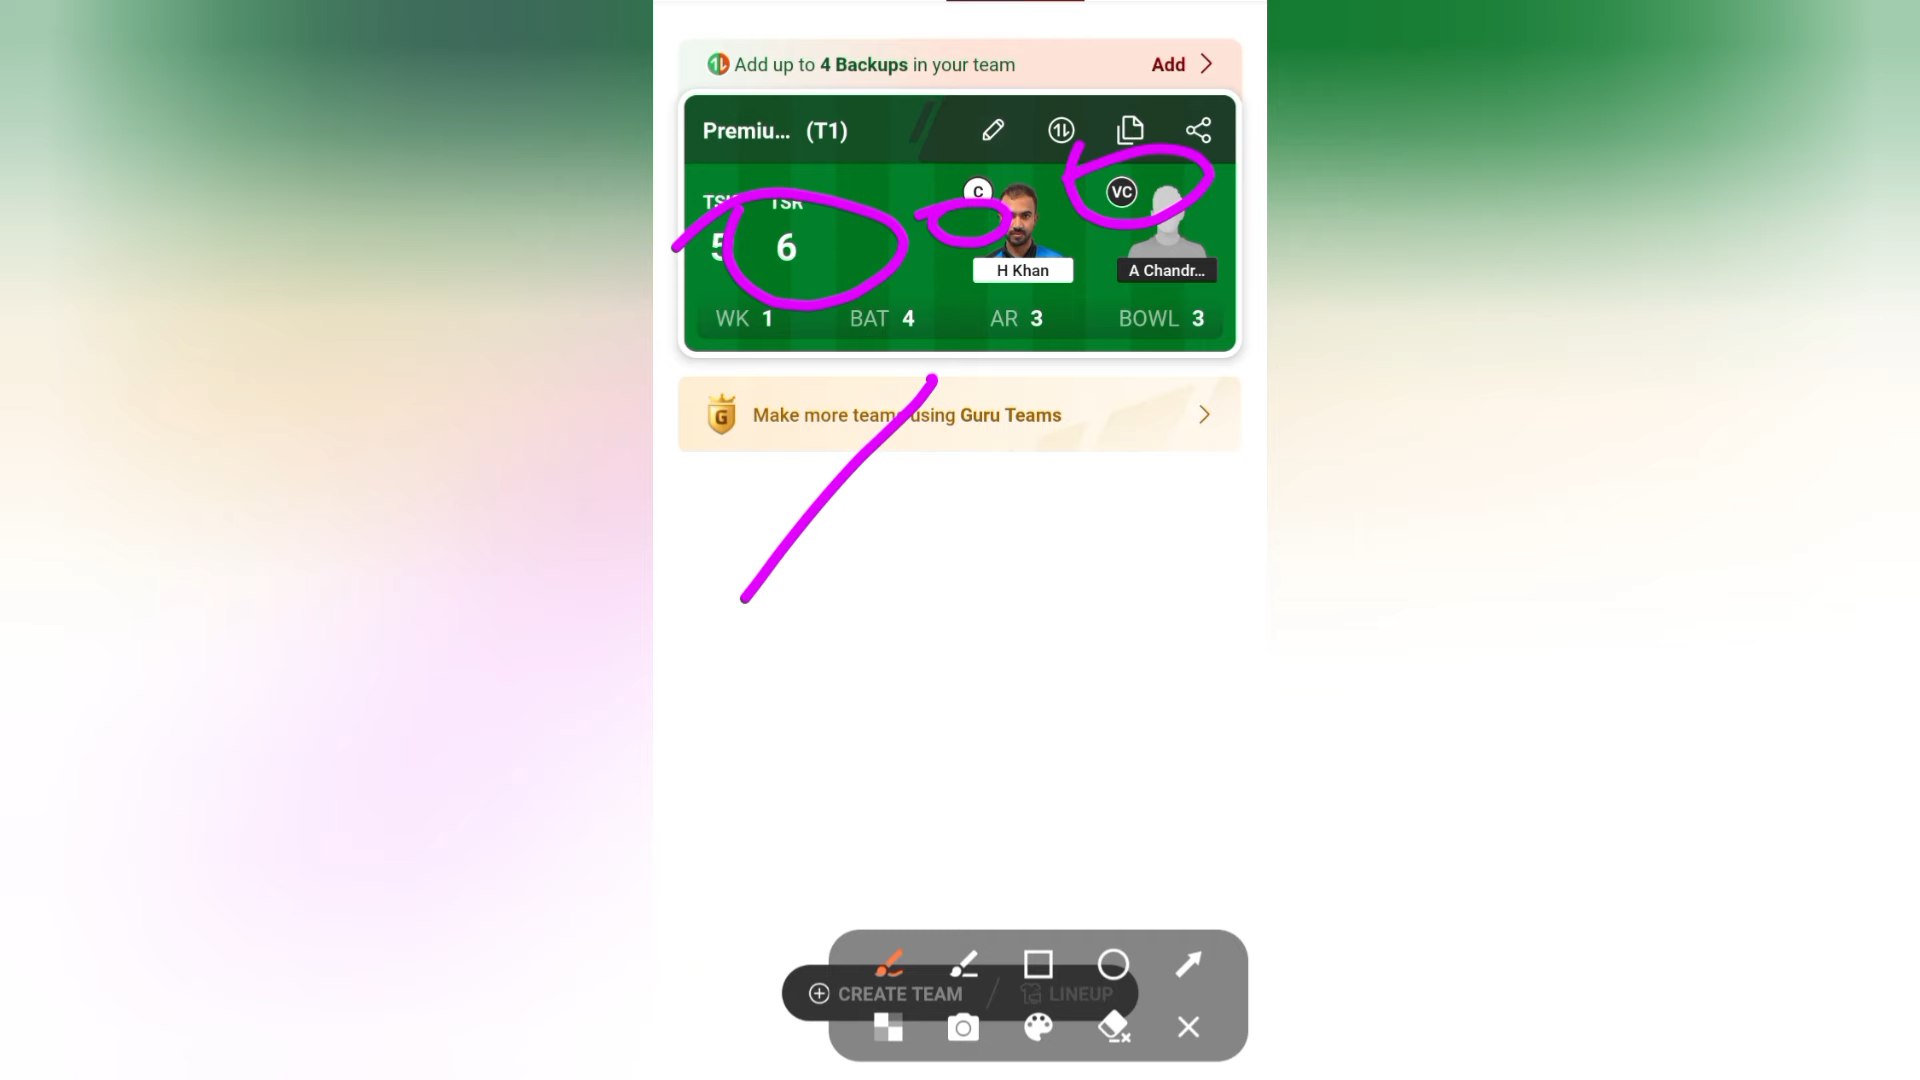 Add up to 4 Backups in your team Add
Premiu... (T1)
TSR
5 6
C VC
H Khan A Chandr...
WK 1 BAT 4 AR 3 BOWL 3
G Make more teams using Guru Teams
CREATE TEAM LINEUP